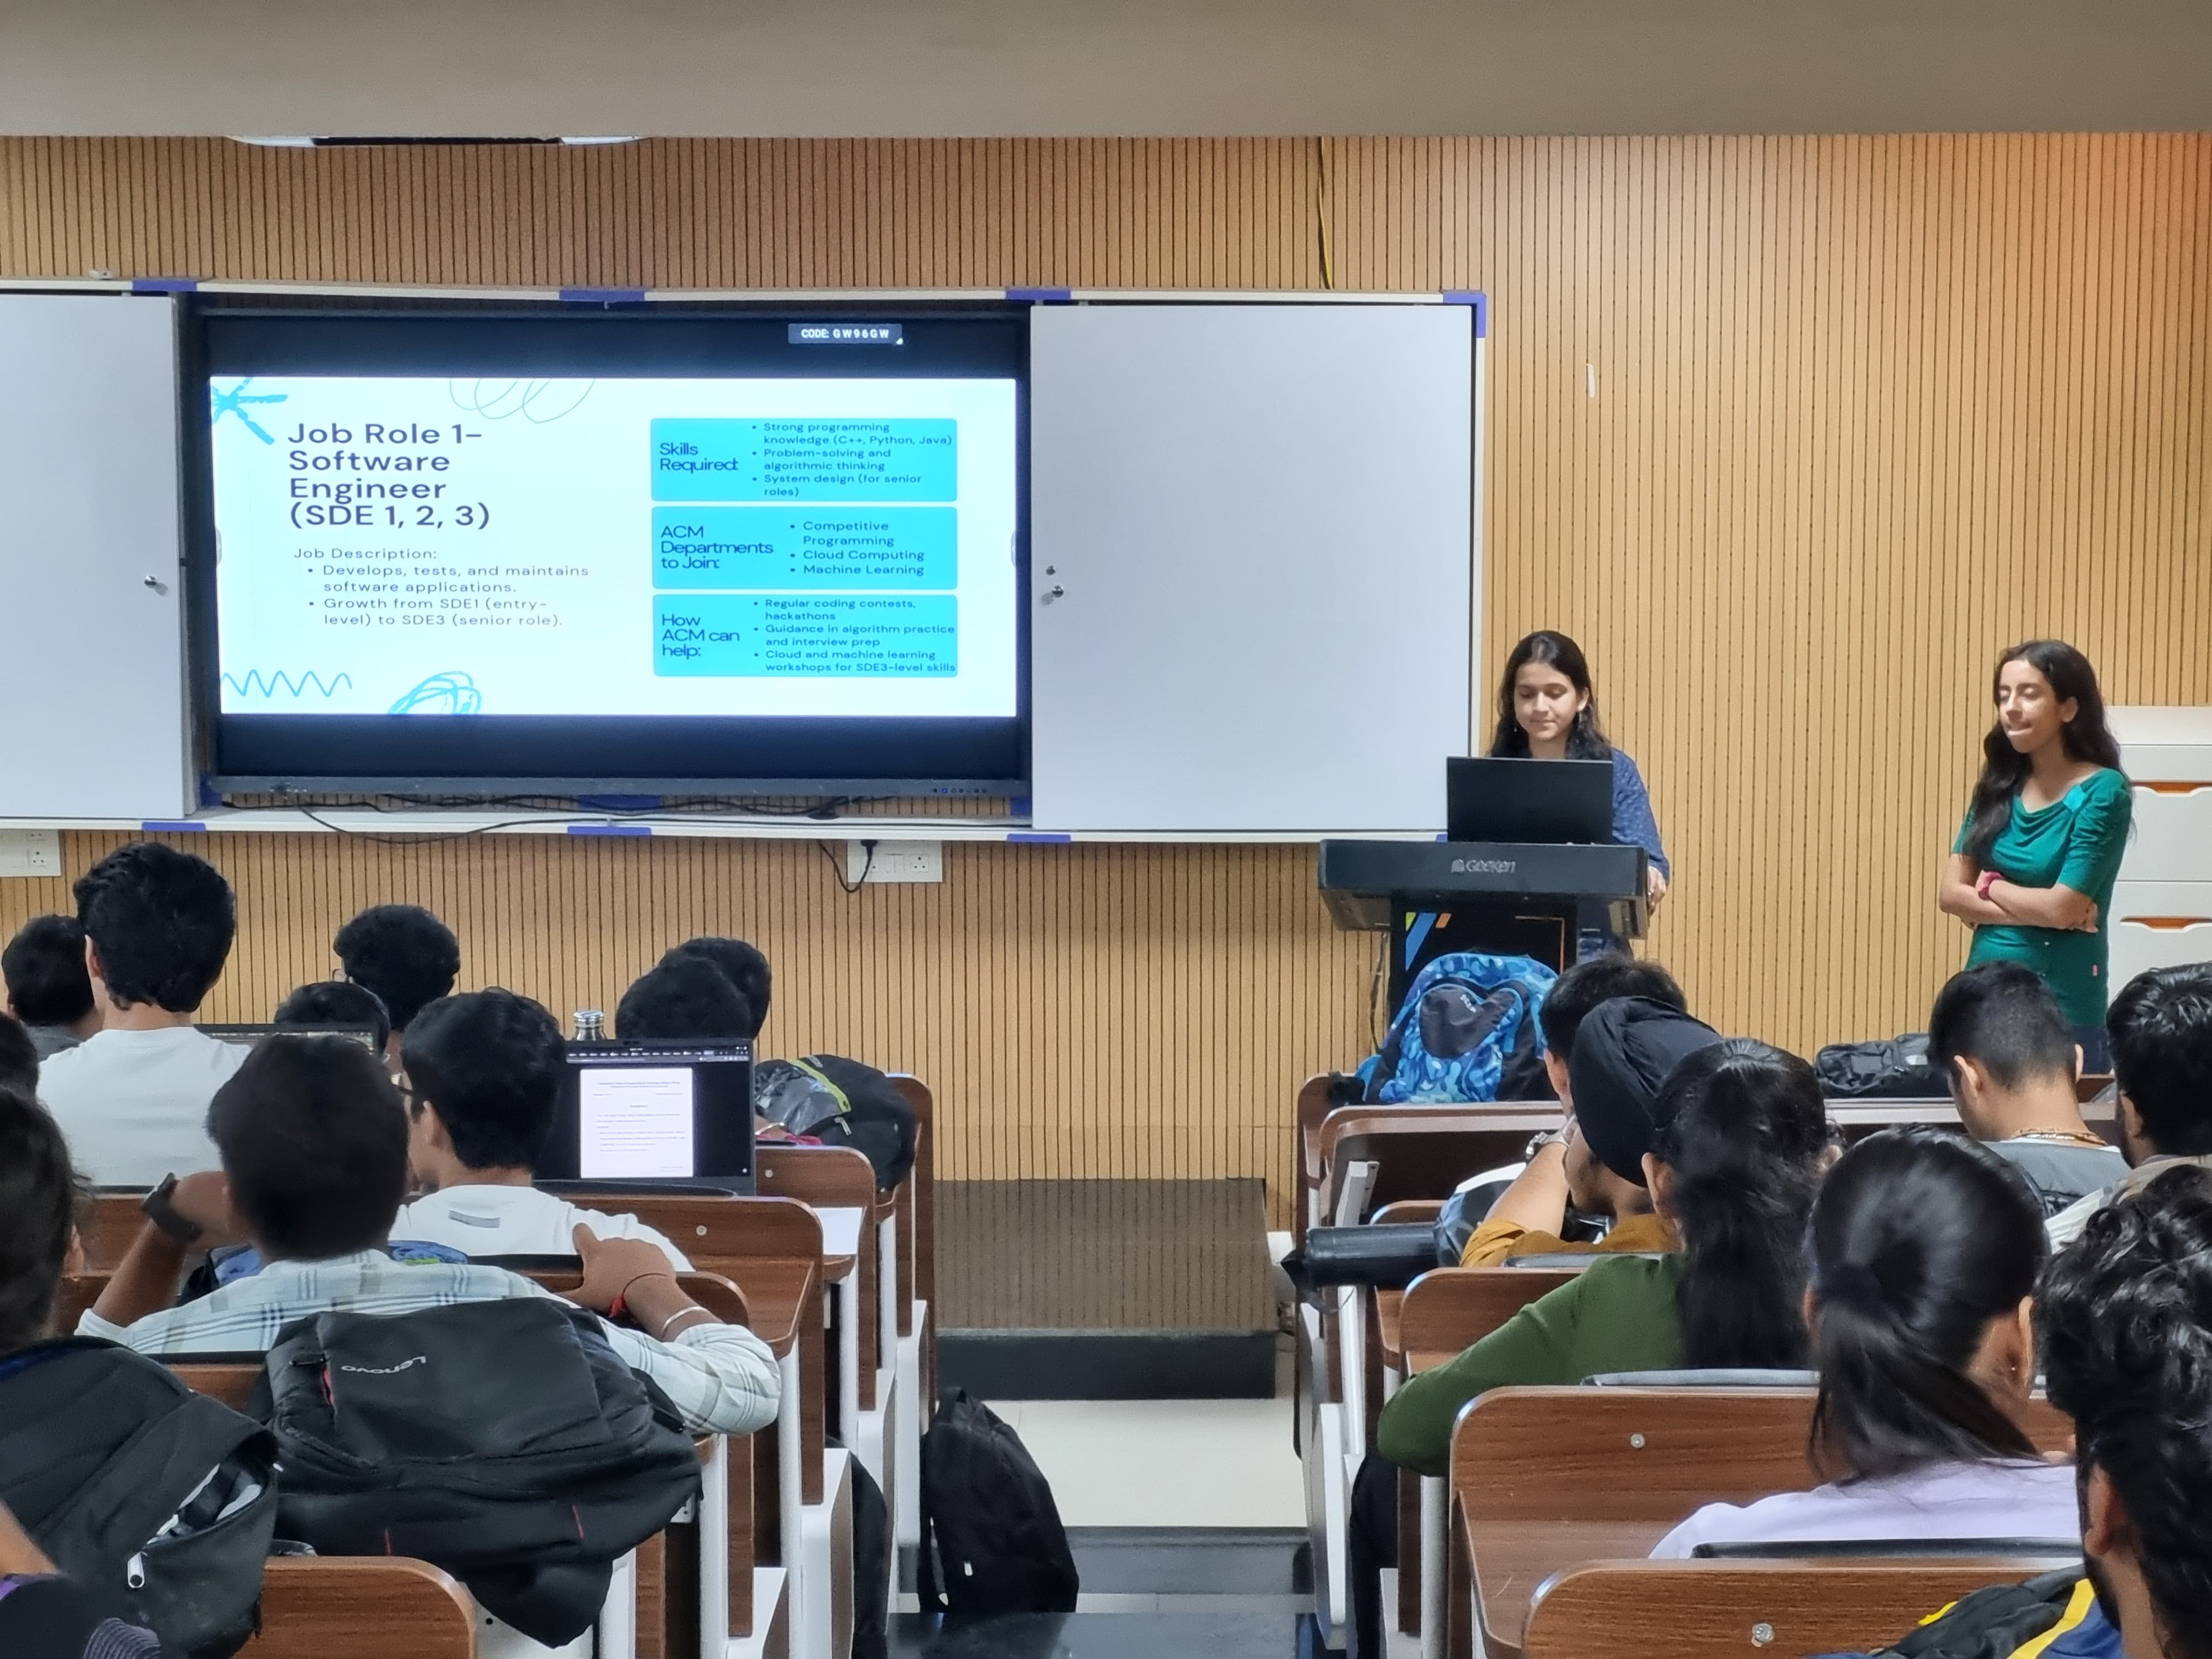 CODE: GW96GW
Job Role 1–
Software
Engineer
(SDE 1, 2, 3)
Job Description:
• Develops, tests, and maintains
software applications.
• Growth from SDE1 (entry-
level) to SDE3 (senior role).
Skills
Required:
• Strong programming
knowledge (C++, Python, Java)
• Problem-solving and
algorithmic thinking
• System design (for senior
roles)
ACM
Departments
to Join:
• Competitive
Programming
• Cloud Computing
• Machine Learning
How
ACM can
help:
• Regular coding contests,
hackathons
• Guidance in algorithm practice
and interview prep
• Cloud and machine learning
workshops for SDE3-level skills
Geeken
Lenovo